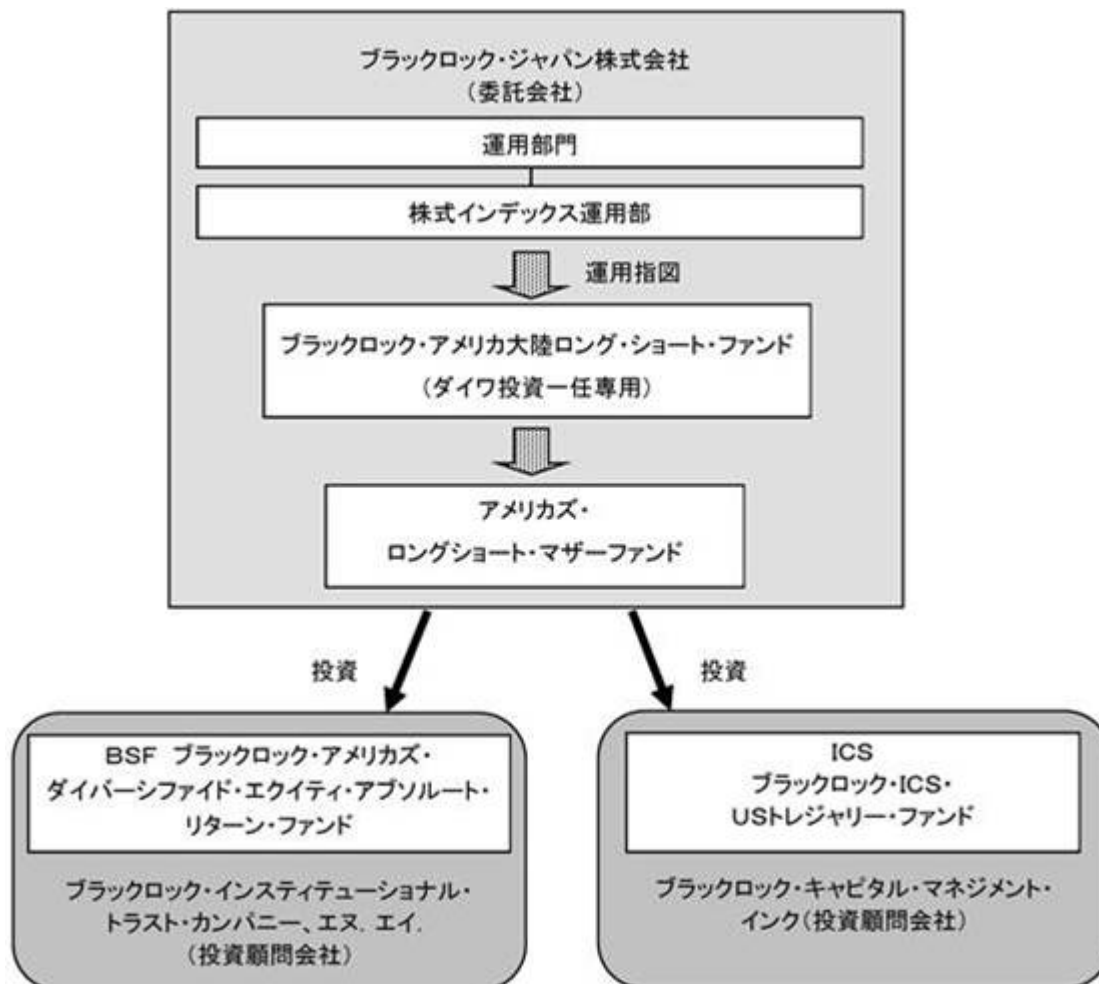 ブラックロック・ジャパン株式会社
（委託会社）
運用部門
株式インデックス運用部
運用指図
ブラックロック・アメリカ大陸ロング・ショート・ファンド
（ダイワ投資一任専用）
アメリカズ・
ロングショート・マザーファンド
投資
投資
BSF ブラックロック・アメリカズ・
ダイバーシファイド・エクイティ・アブソルート・
リターン・ファンド
ブラックロック・インスティテューショナル・
トラスト・カンパニー、エヌ．エイ．
（投資顧問会社）
ICS
ブラックロック・ICS・
USトレジャリー・ファンド
ブラックロック・キャピタル・マネジメント・
インク（投資顧問会社）